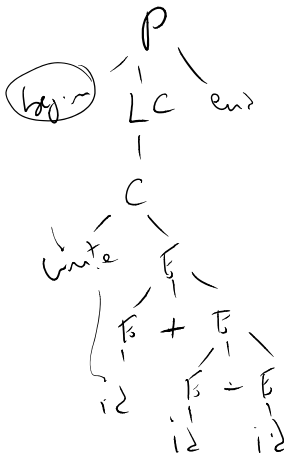 P
begin LC end
C
write E
E + E
id E - E
id id